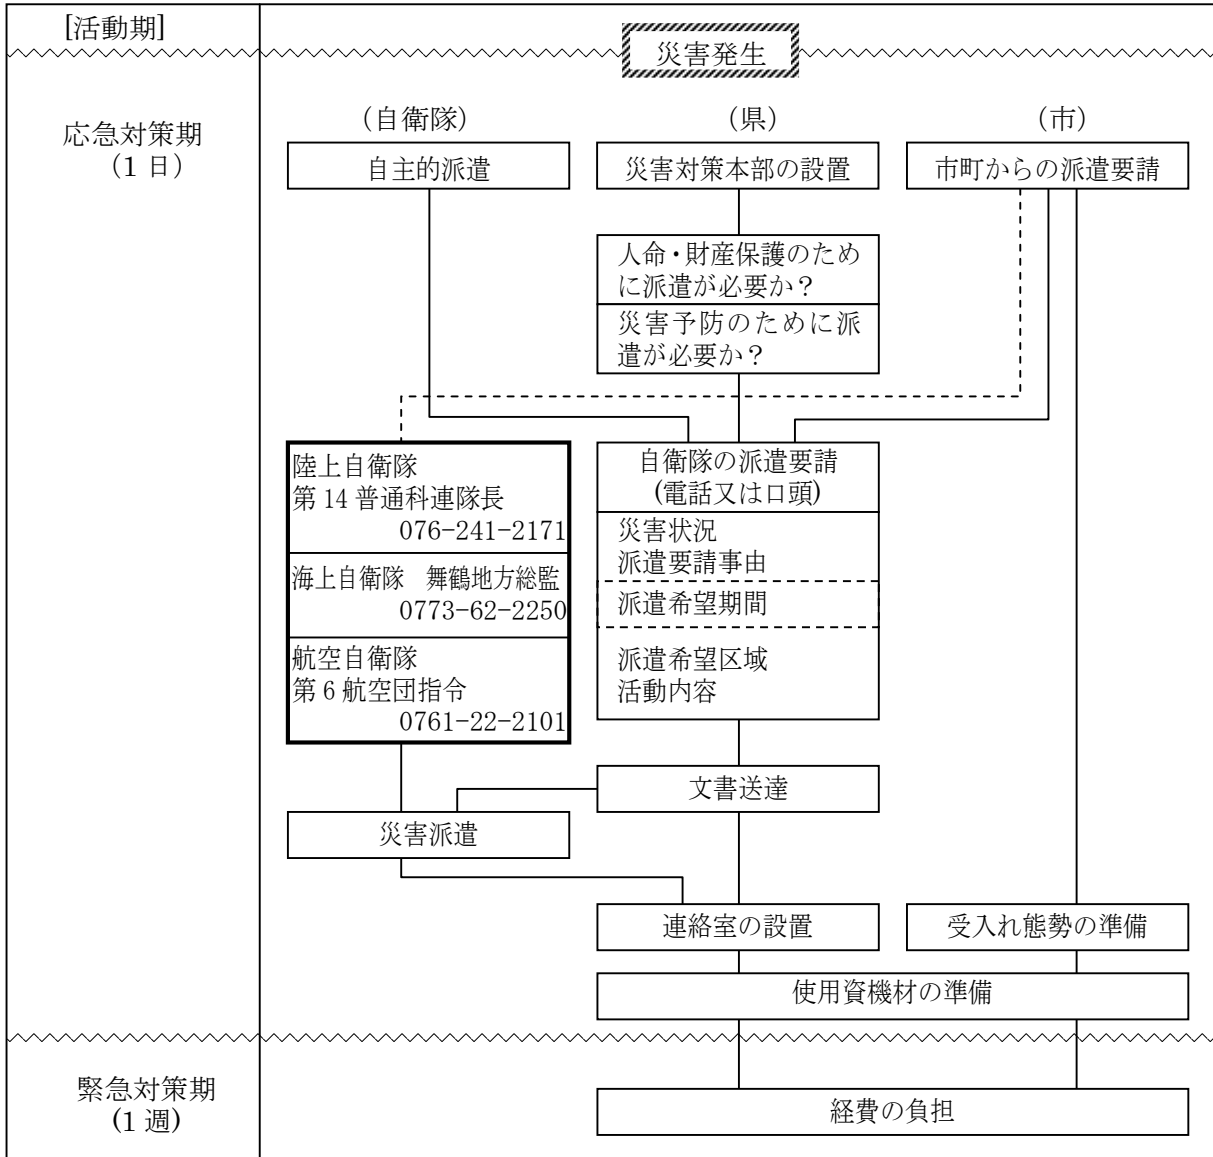 [活動期]
災害発生
応急対策期
(1 日)
(自衛隊)
(県)
(市)
自主的派遣
災害対策本部の設置
市町からの派遣要請
人命・財産保護のため
に派遣が必要か？
災害予防のために派
遣が必要か？
陸上自衛隊
第 14 普通科連隊長
076-241-2171
海上自衛隊　舞鶴地方総監
0773-62-2250
航空自衛隊
第 6 航空団指令
0761-22-2101
自衛隊の派遣要請
(電話又は口頭)
災害状況
派遣要請事由
派遣希望期間
派遣希望区域
活動内容
文書送達
災害派遣
連絡室の設置
受入れ態勢の準備
使用資機材の準備
緊急対策期
(1 週)
経費の負担